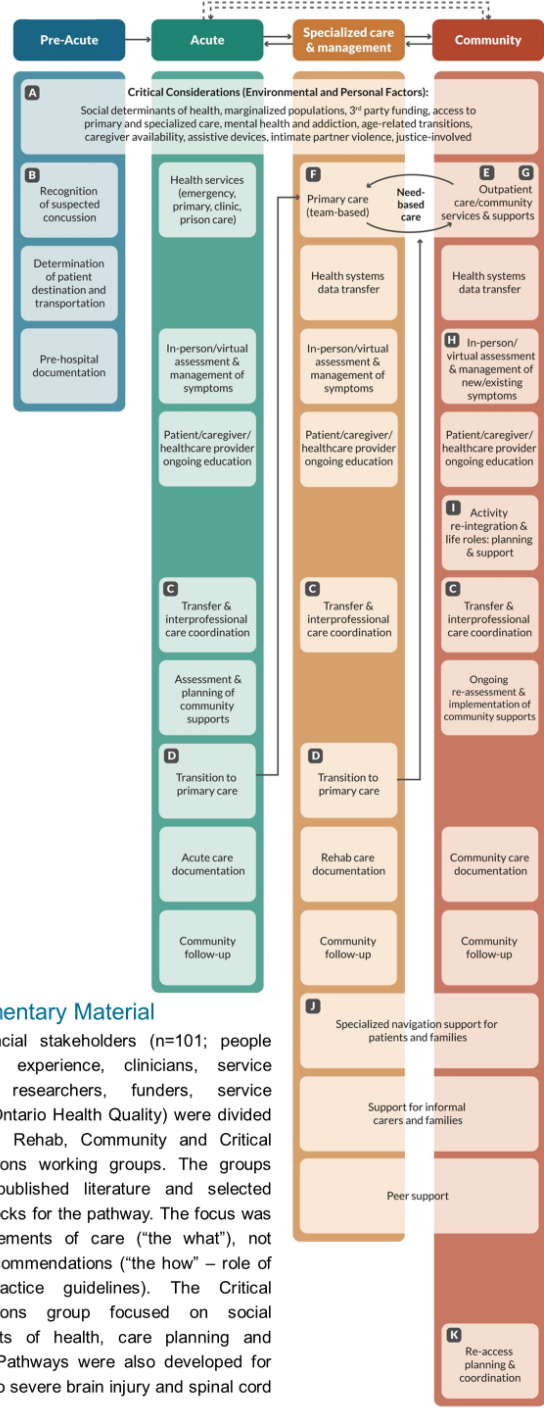 Pre-Acute
Acute
Specialized care
& management
Community
A
Critical Considerations (Environmental and Personal Factors):
Social determinants of health, marginalized populations, 3rd party funding, access to
primary and specialized care, mental health and addiction, age-related transitions,
caregiver availability, assistive devices, intimate partner violence, justice-involved
B
Recognition
of suspected
concussion
Determination
of patient
destination and
transportation
Pre-hospital
documentation
Health services
(emergency,
primary, clinic,
prison care)
In-person/virtual
assessment &
management of
symptoms
Patient/caregiver/
healthcare provider
ongoing education
C
Transfer &
interprofessional
care coordination
Assessment &
planning of
community
supports
D
Transition to
primary care
Acute care
documentation
Community
follow-up
F
Primary care
(team-based)
Need-
based
care
Health systems
data transfer
In-person/virtual
assessment &
management of
symptoms
Patient/caregiver/
healthcare provider
ongoing education
C
Transfer &
interprofessional
care coordination
D
Transition to
primary care
Rehab care
documentation
Community
follow-up
E G
Outpatient
care/community
services & supports
Health systems
data transfer
H In-person/
virtual assessment
& management of
new/existing
symptoms
Patient/caregiver/
healthcare provider
ongoing education
I Activity
re-integration &
life roles: planning
& support
C
Transfer &
interprofessional
care coordination
Ongoing
re-assessment &
implementation of
community supports
Community care
documentation
Community
follow-up
J
Specialized navigation support for
patients and families
Support for informal
carers and families
Peer support
K
Re-access
planning &
coordination
mentary Material
ncial stakeholders (n=101; people
experience, clinicians, service
researchers, funders, service
Ontario Health Quality) were divided
Rehab, Community and Critical
ons working groups. The groups
published literature and selected
cks for the pathway. The focus was
ements of care (“the what”), not
commendations (“the how” – role of
actice guidelines). The Critical
ons group focused on social
ts of health, care planning and
Pathways were also developed for
o severe brain injury and spinal cord